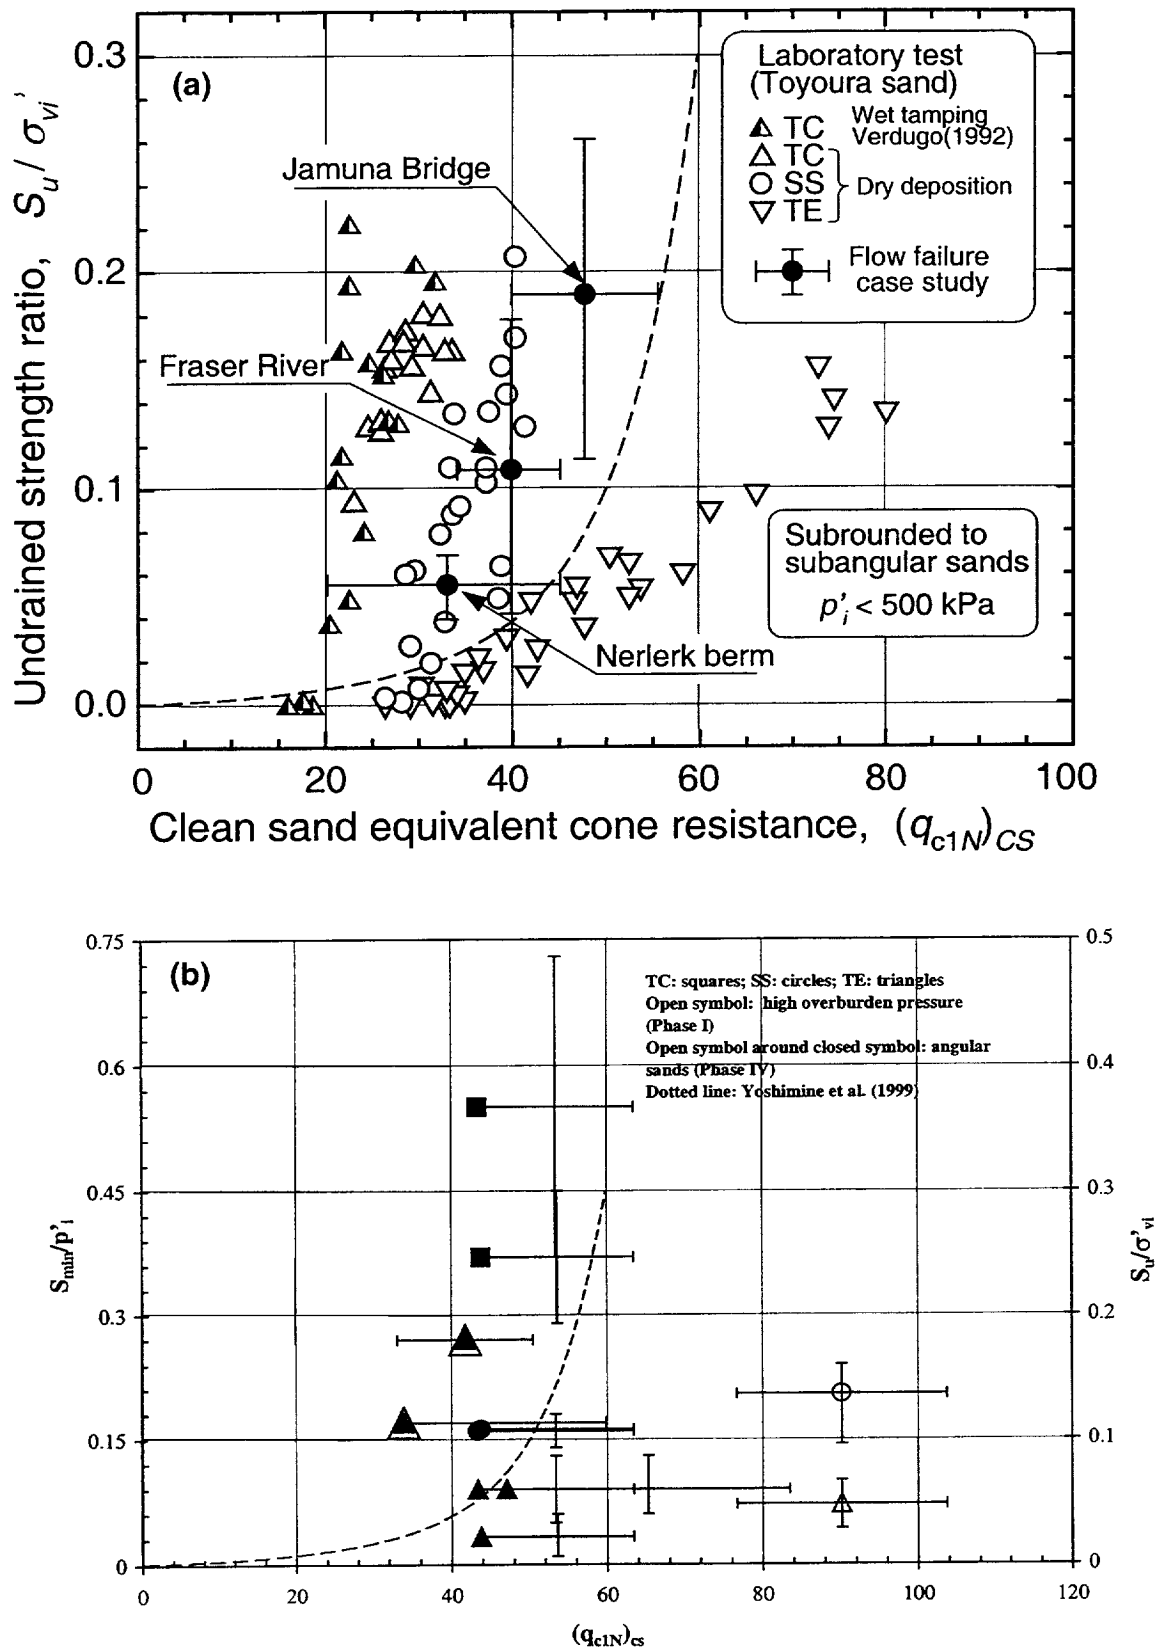 (a)
Undrained strength ratio, Su/ σvi'
0.3
0.2
0.1
0.0
Laboratory test
(Toyoura sand)
TC Wet tamping
Verdugo(1992)
TC
SS Dry deposition
TE
Flow failure
case study
Jamuna Bridge
Fraser River
Nerlerk berm
Subrounded to
subangular sands
p'i < 500 kPa
0 20 40 60 80 100
Clean sand equivalent cone resistance, (qc1N)CS
(b)
0.75
0.6
0.45
0.3
0.15
0
Smin/p'i
TC: squares; SS: circles; TE: triangles
Open symbol: high overburden pressure
(Phase I)
Open symbol around closed symbol: angular
sands (Phase IV)
Dotted line: Yoshimine et al. (1999)
0.5
0.4
0.3
0.2
0.1
0
Su/σ'vi
0 20 40 60 80 100 120
(qc1N)cs